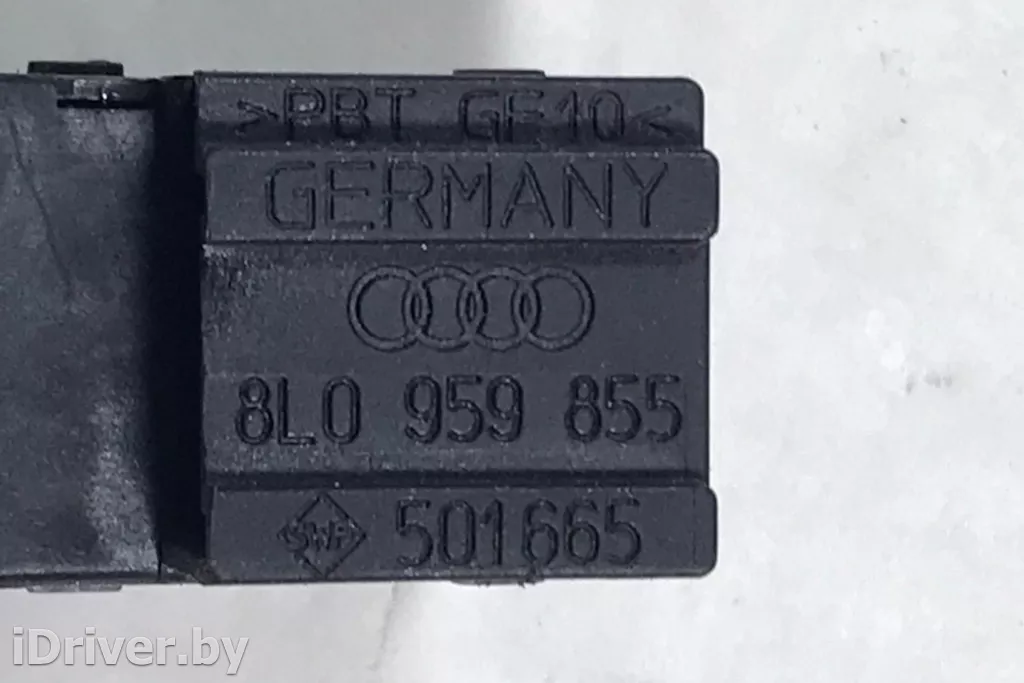 >PBT GF10<
GERMANY
8L0 959 855
SWF 501665
iDriver.by